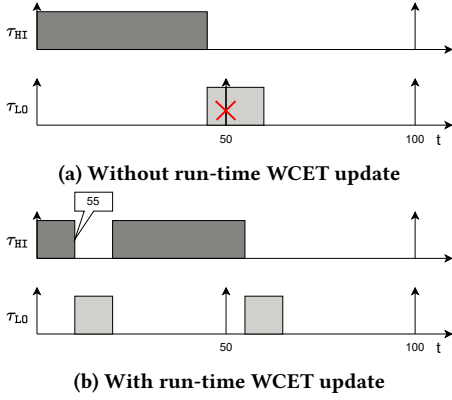 τHI
τLO
50 100 t
(a) Without run-time WCET update
55
τHI
τLO
50 100 t
(b) With run-time WCET update